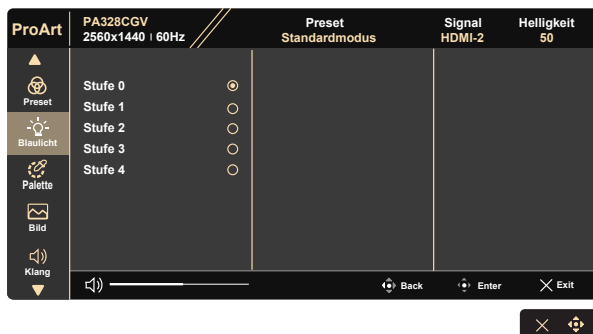 ProArt
PA328CGV
2560x1440 | 60Hz
Preset
Standardmodus
Signal
HDMI-2
Helligkeit
50
Preset
Blaulicht
Palette
Bild
Klang
Stufe 0
Stufe 1
Stufe 2
Stufe 3
Stufe 4
Back
Enter
Exit